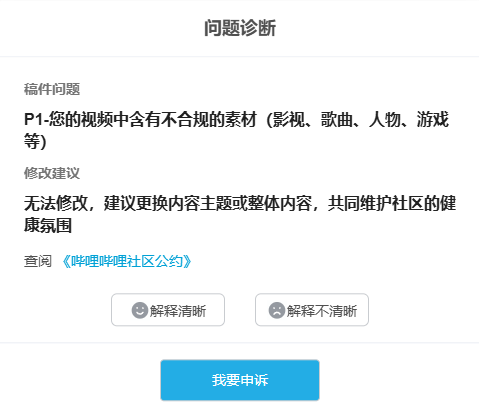 问题诊断
稿件问题
P1-您的视频中含有不合规的素材（影视、歌曲、人物、游戏
等）
修改建议
无法修改，建议更换内容主题或整体内容，共同维护社区的健
康氛围
查阅 《哔哩哔哩社区公约》
解释清晰 解释不清晰
我要申诉